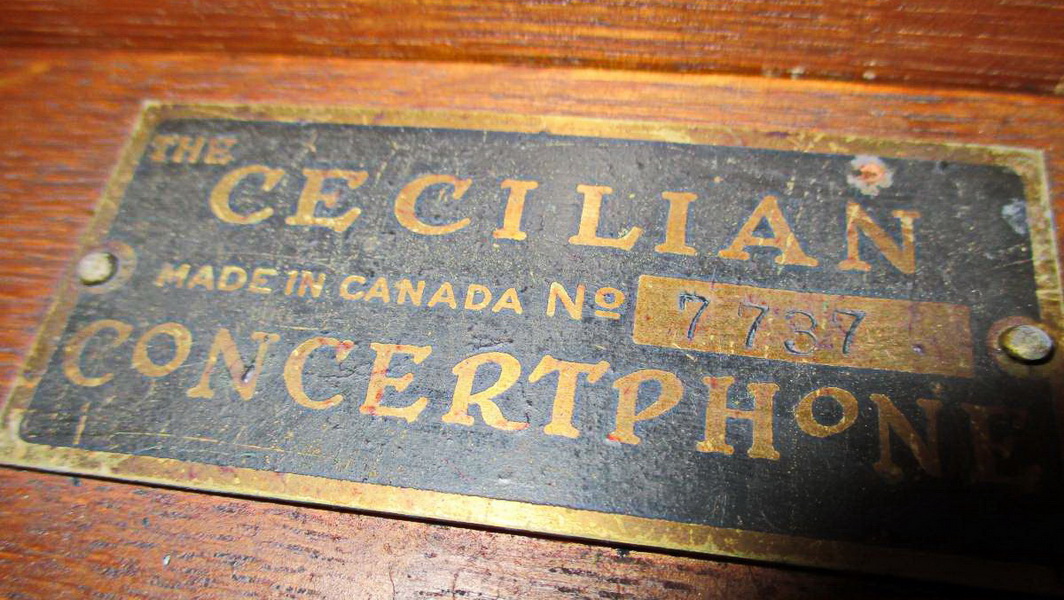 THE
CECILIAN
MADE IN CANADA No 7737
CONCERTPHONE